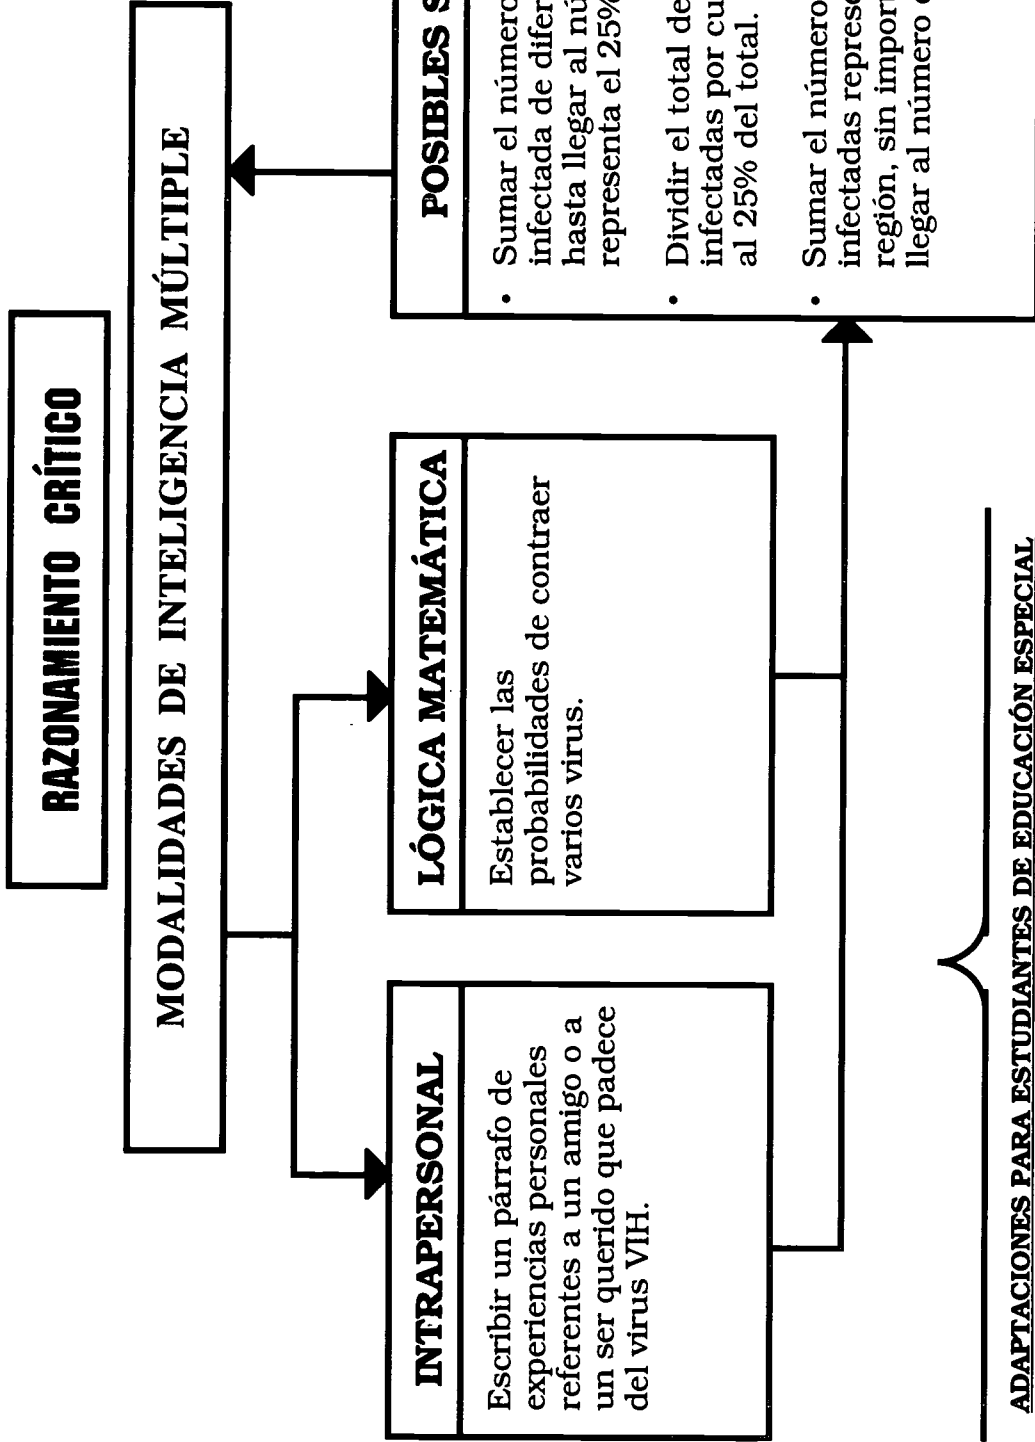 RAZONAMIENTO CRÍTICO
MODALIDADES DE INTELIGENCIA MÚLTIPLE
INTRAPERSONAL
Escribir un párrafo de
experiencias personales
referentes a un amigo o a
un ser querido que padece
del virus VIH.
LÓGICA MATEMÁTICA
Establecer las
probabilidades de contraer
varios virus.
POSIBLES S
• Sumar el número
infectada de difer
hasta llegar al nú
representa el 25%
• Dividir el total de
infectadas por cu
al 25% del total.
• Sumar el número
infectadas repres
región, sin impor
llegar al número
ADAPTACIONES PARA ESTUDIANTES DE EDUCACIÓN ESPECIAL